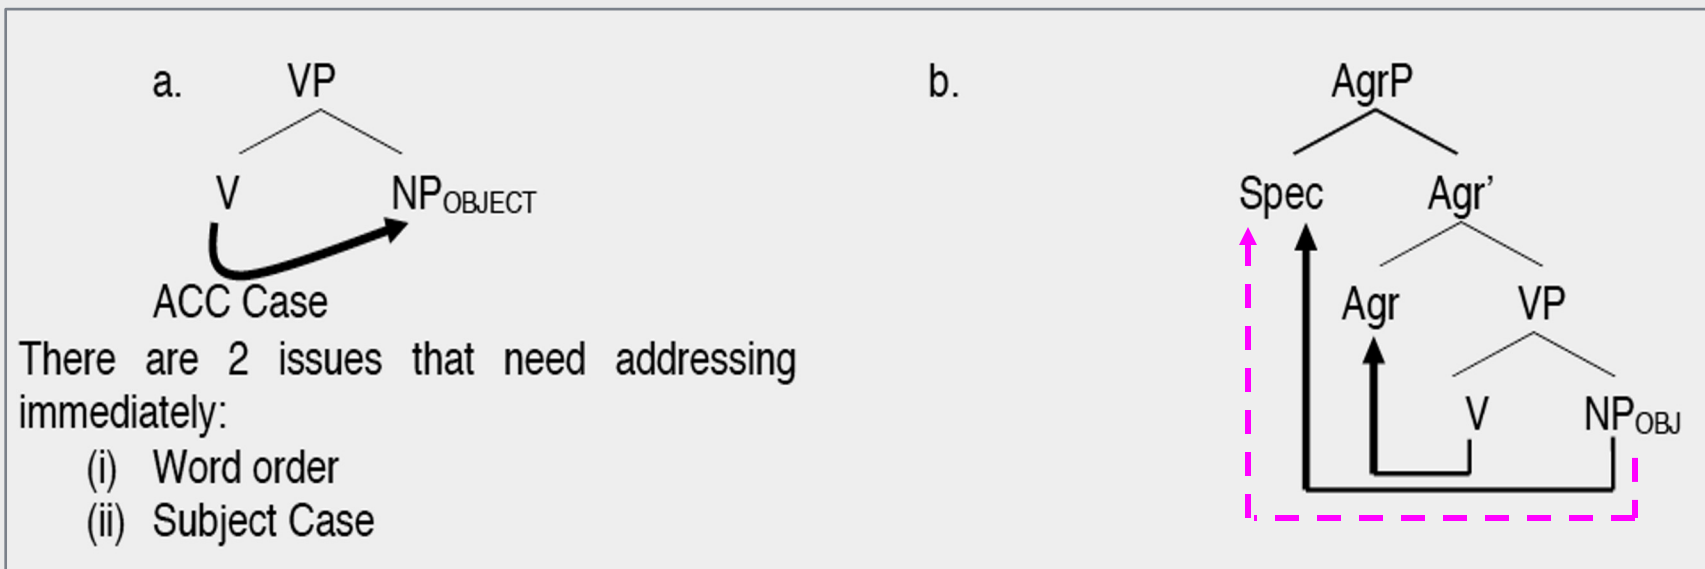 a. VP
V NPOBJECT
ACC Case
There are 2 issues that need addressing
immediately:
(i) Word order
(ii) Subject Case
b. AgrP
Spec Agr’
Agr VP
V NPOBJ